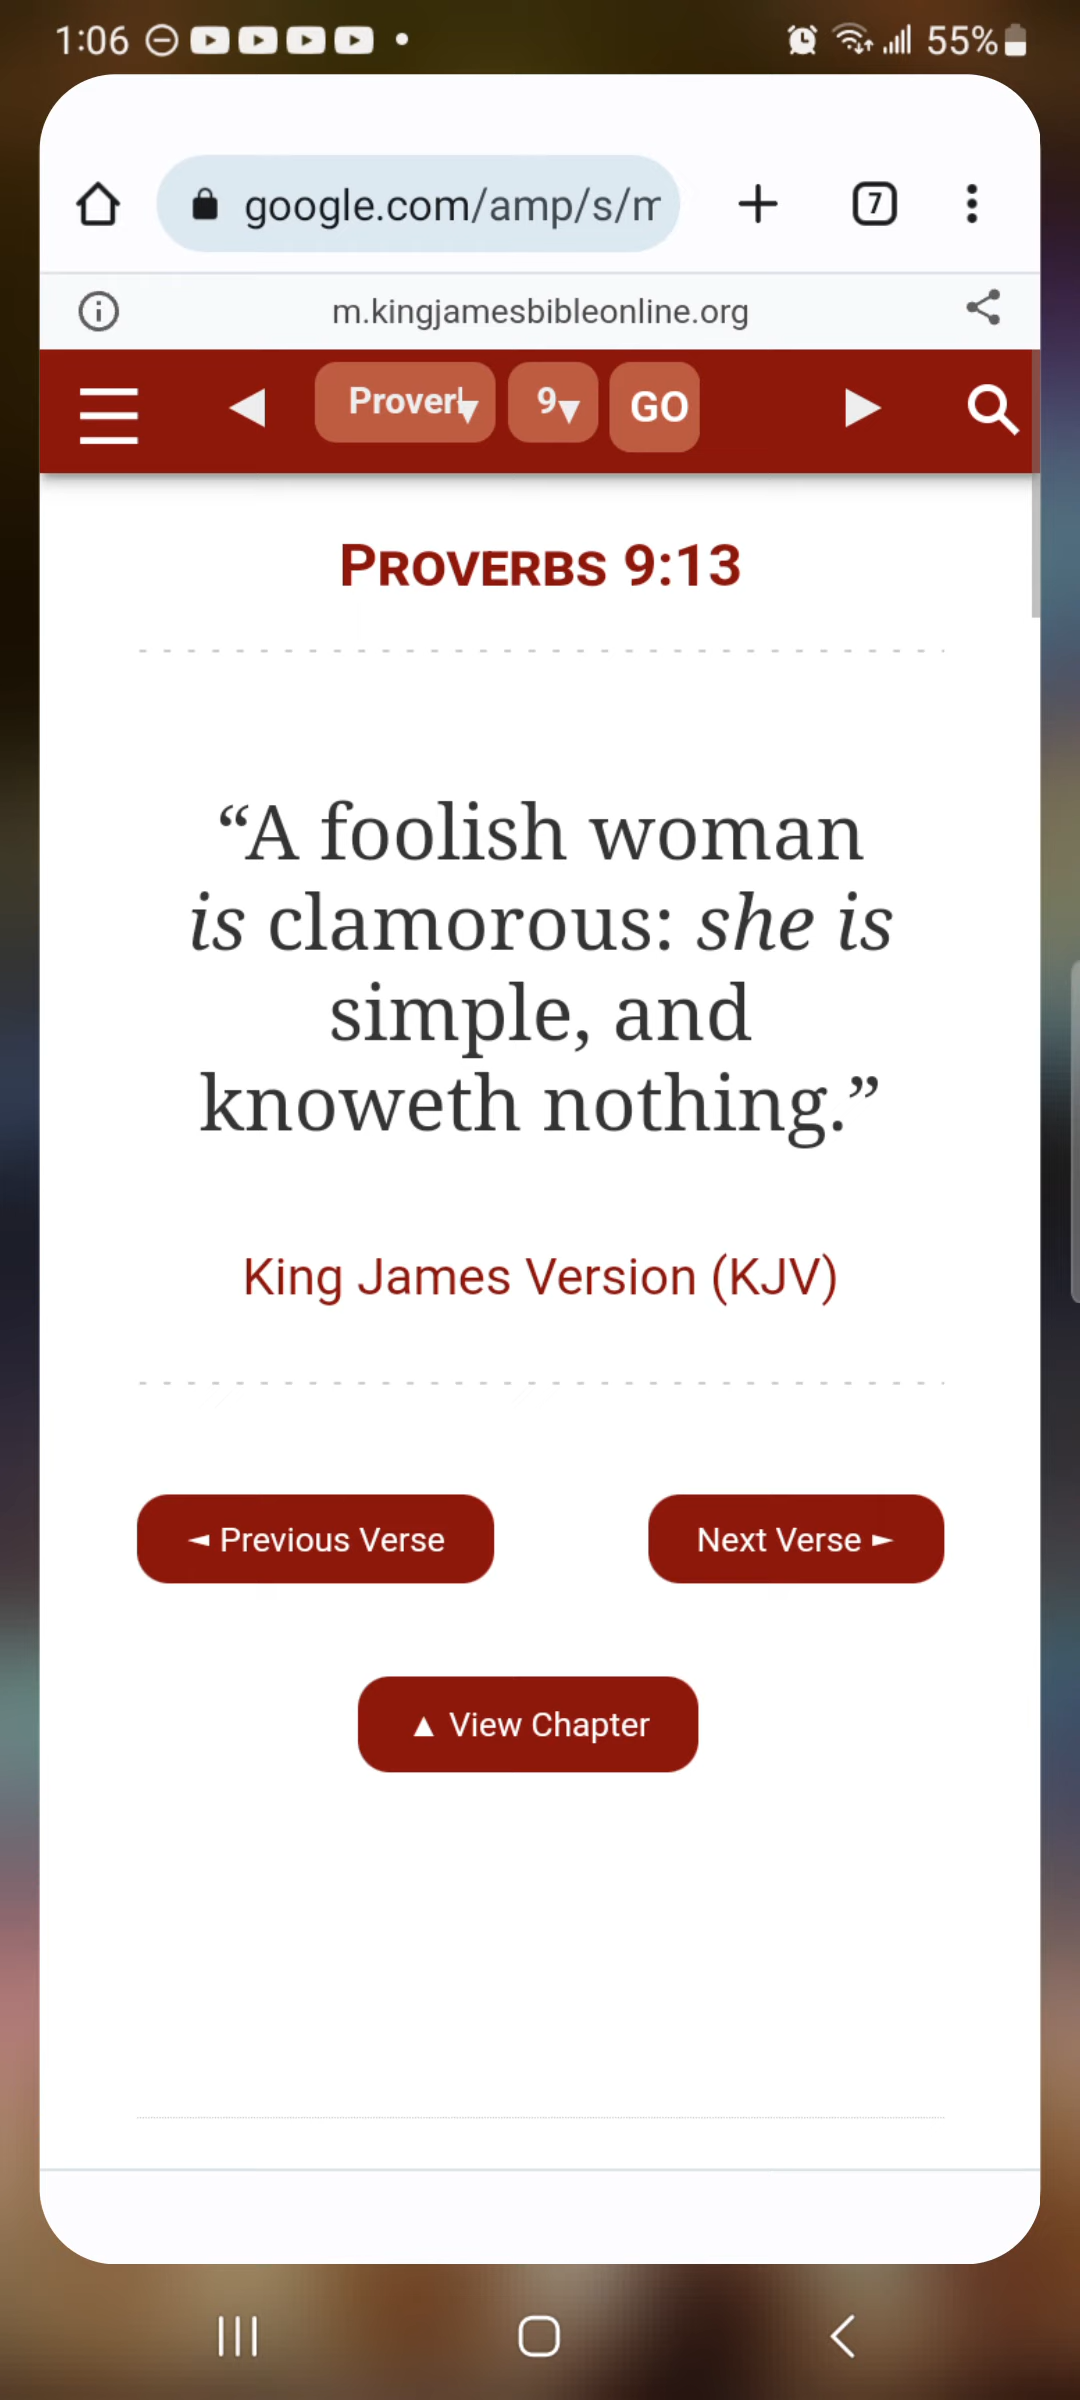 1:06 55%
google.com/amp/s/m
7
m.kingjamesbibleonline.org
Proverb 9 GO
PROVERBS 9:13
“A foolish woman
is clamorous: she is
simple, and
knoweth nothing.”
King James Version (KJV)
◄ Previous Verse
Next Verse ►
▲ View Chapter